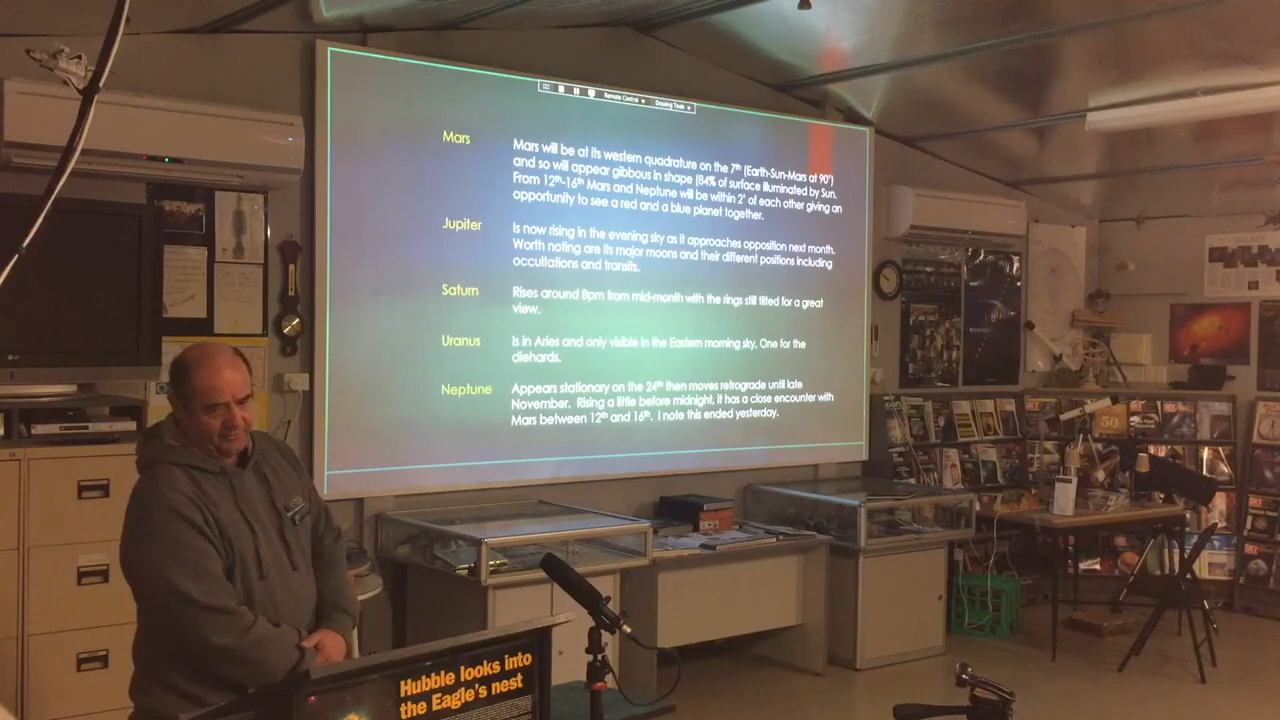 Remote Control
Drawing Tools
Mars
Mars will be at its western quadrature on the 7th (Earth-Sun-Mars at 90°)
and so will appear gibbous in shape (84% of surface illuminated by Sun.
From 12th-16th Mars and Neptune will be within 2° of each other giving an
opportunity to see a red and a blue planet together.
Jupiter
Is now rising in the evening sky as it approaches opposition next month.
Worth noting are its major moons and their different positions including
occultations and transits.
Saturn
Rises around 8pm from mid-month with the rings still tilted for a great
view.
Uranus
Is in Aries and only visible in the Eastern morning sky. One for the
diehards.
Neptune
Appears stationary on the 24th then moves retrograde until late
November. Rising a little before midnight, it has a close encounter with
Mars between 12th and 16th. I note this ended yesterday.
LG
50
Hubble looks into
the Eagle's nest